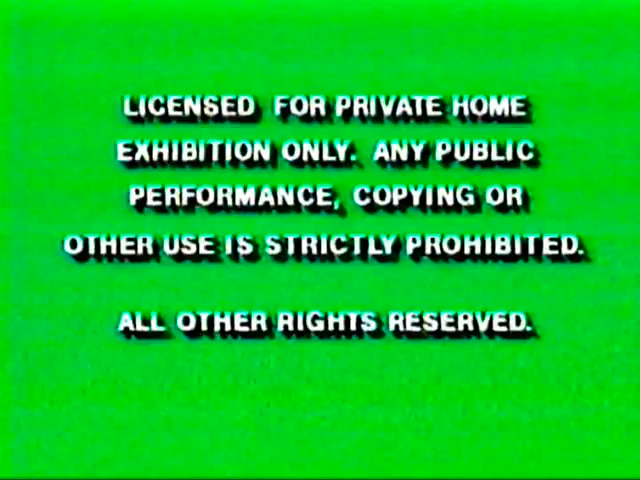 LICENSED FOR PRIVATE HOME
EXHIBITION ONLY. ANY PUBLIC
PERFORMANCE, COPYING OR
OTHER USE IS STRICTLY PROHIBITED.
ALL OTHER RIGHTS RESERVED.